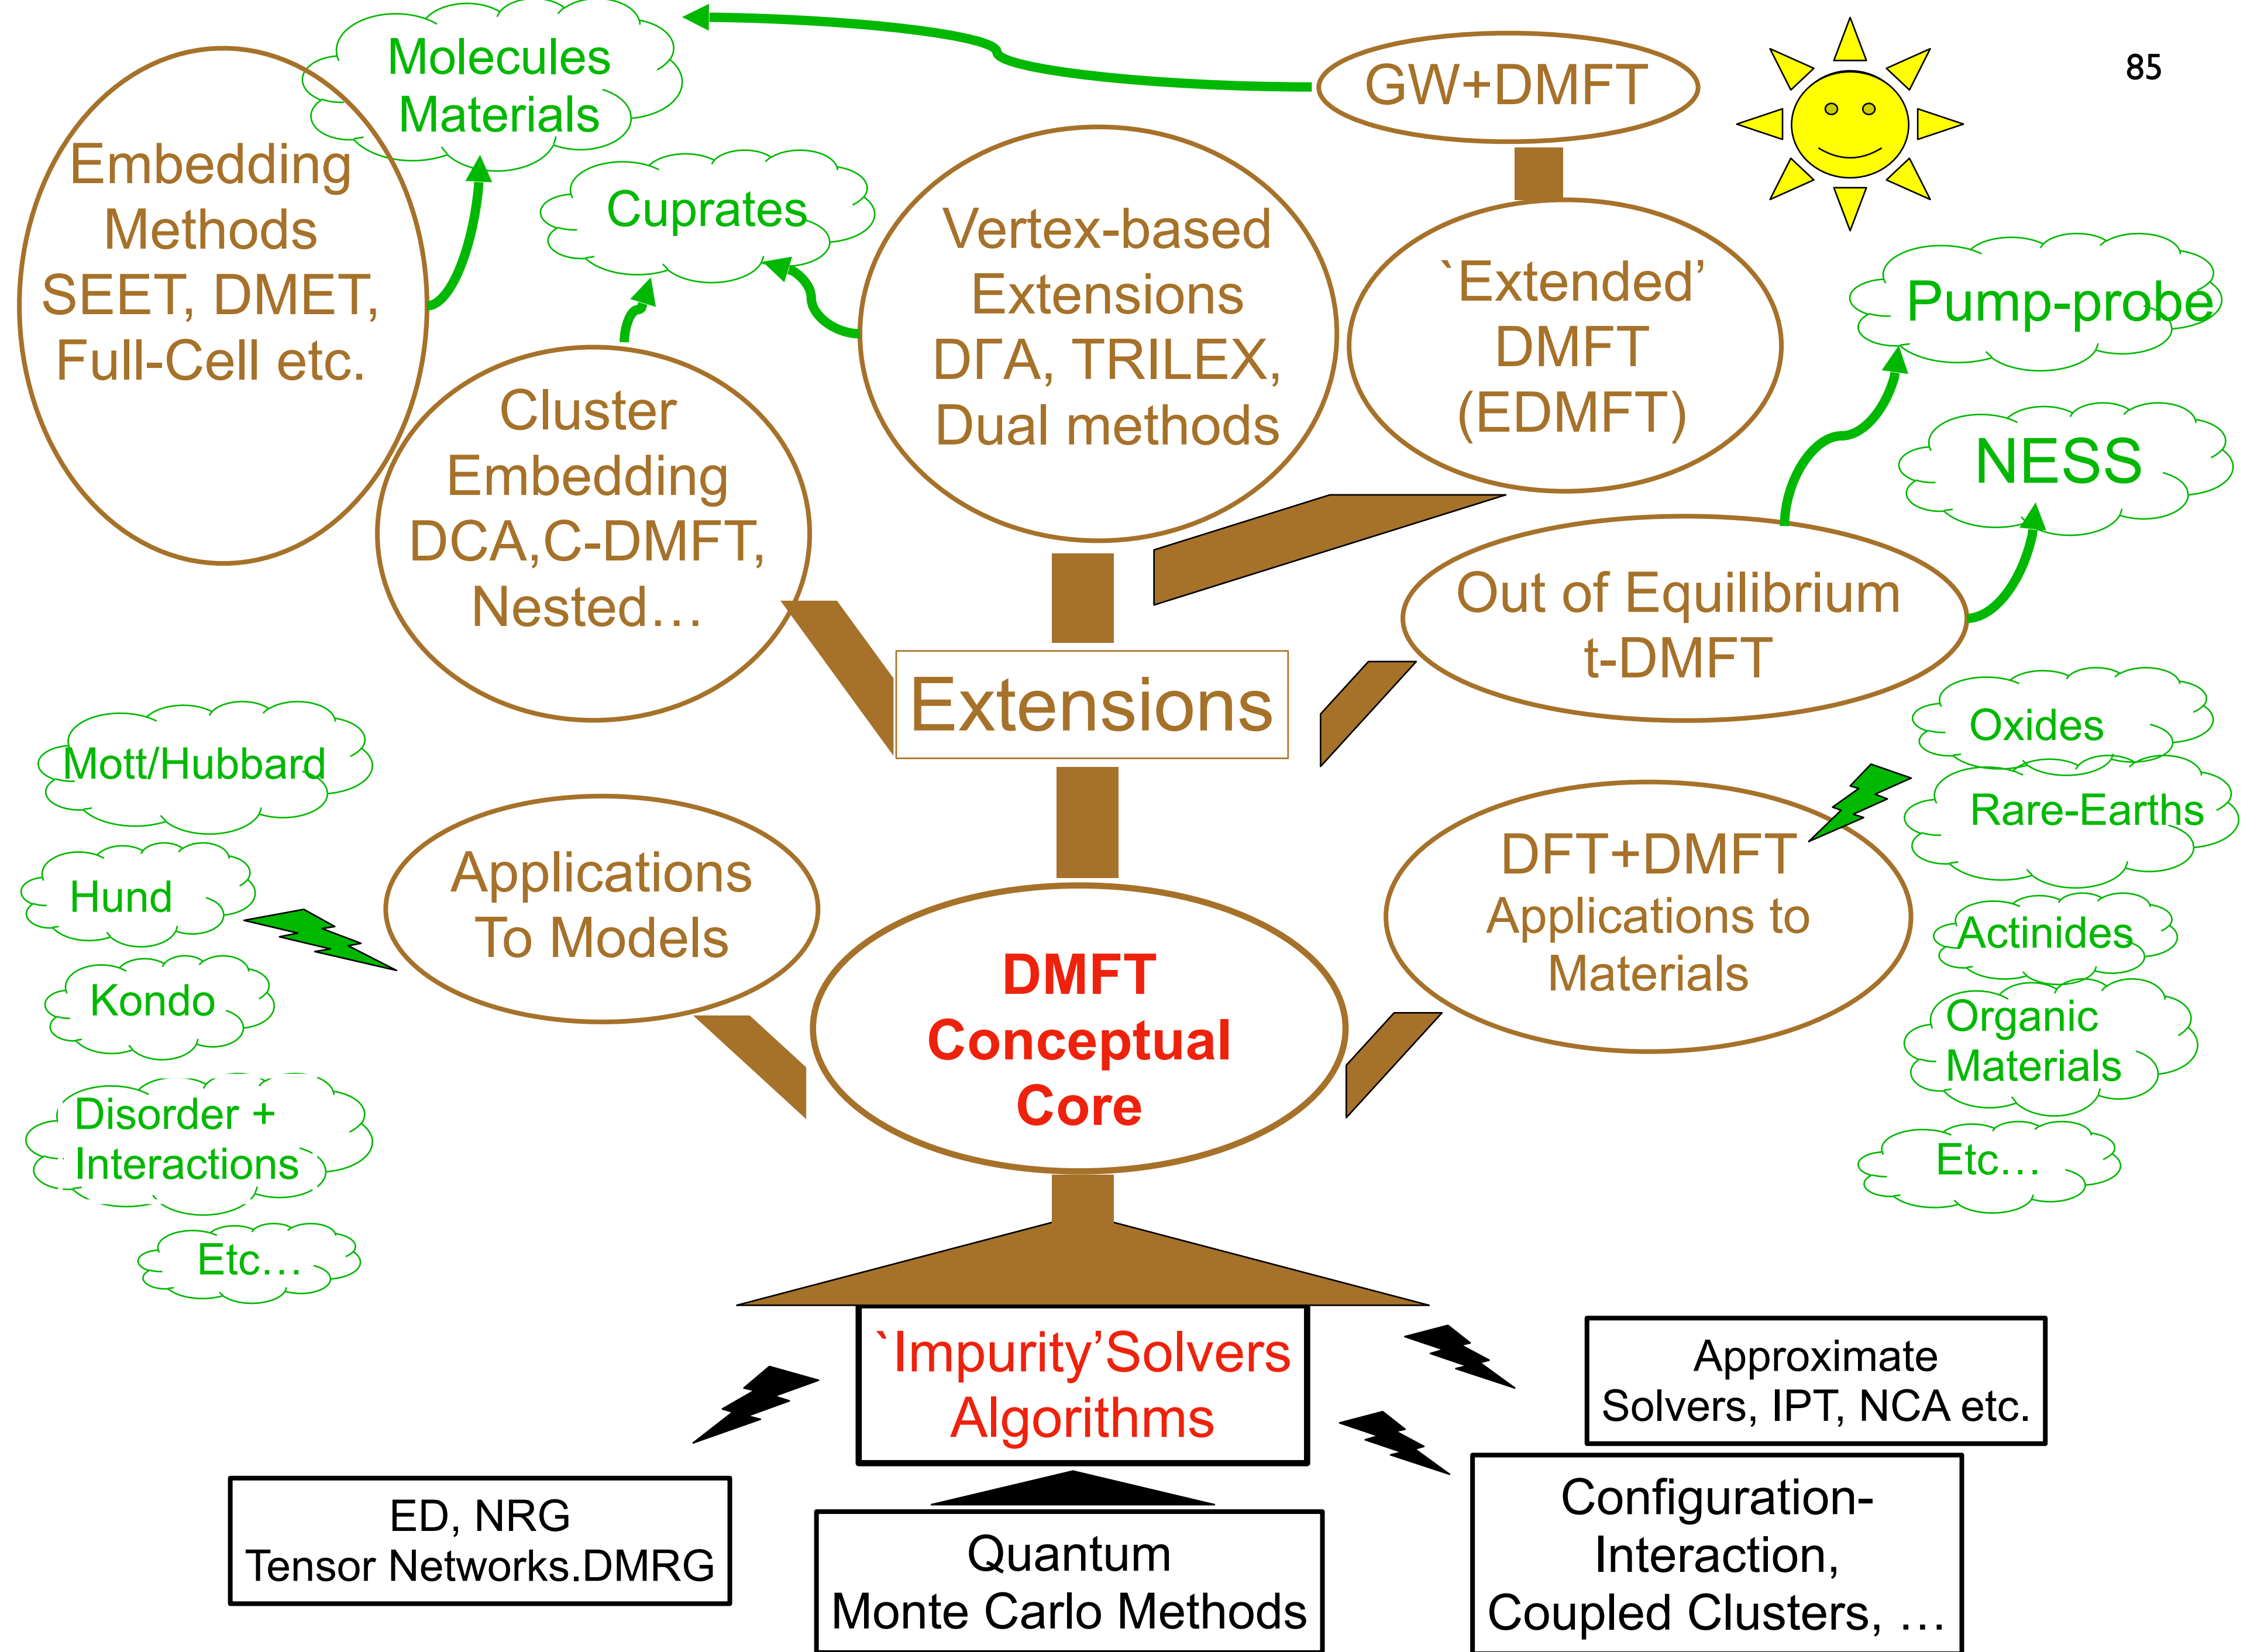 85
Molecules
Materials
GW+DMFT
Embedding
Methods
SEET, DMET,
Full-Cell etc.
Cuprates
Vertex-based
Extensions
DΓA, TRILEX,
Dual methods
`Extended’
DMFT
(EDMFT)
Pump-probe
NESS
Cluster
Embedding
DCA,C-DMFT,
Nested…
Out of Equilibrium
t-DMFT
Extensions
Mott/Hubbard
Hund
Kondo
Disorder +
Interactions
Etc…
Applications
To Models
DMFT
Conceptual
Core
DFT+DMFT
Applications to
Materials
Oxides
Rare-Earths
Actinides
Organic
Materials
Etc…
`Impurity’Solvers
Algorithms
Approximate
Solvers, IPT, NCA etc.
ED, NRG
Tensor Networks.DMRG
Quantum
Monte Carlo Methods
Configuration-
Interaction,
Coupled Clusters, …